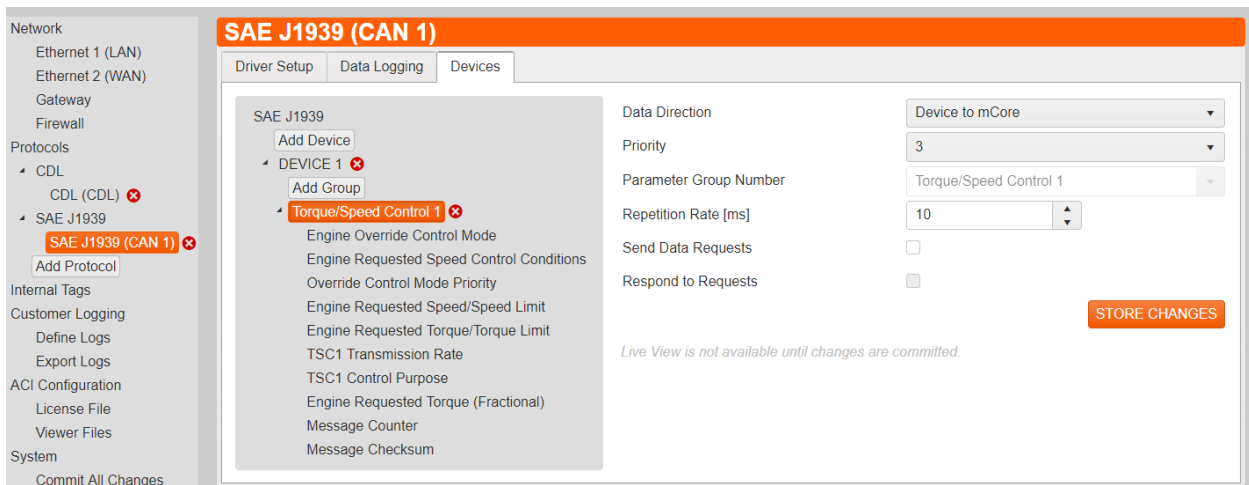 Network
Ethernet 1 (LAN)
Ethernet 2 (WAN)
Gateway
Firewall
Protocols
CDL
CDL (CDL)
SAE J1939
SAE J1939 (CAN 1)
Add Protocol
Internal Tags
Customer Logging
Define Logs
Export Logs
ACI Configuration
License File
Viewer Files
System
Commit All Changes
SAE J1939 (CAN 1)
Driver Setup Data Logging Devices
SAE J1939
Add Device
DEVICE 1
Add Group
Torque/Speed Control 1
Engine Override Control Mode
Engine Requested Speed Control Conditions
Override Control Mode Priority
Engine Requested Speed/Speed Limit
Engine Requested Torque/Torque Limit
TSC1 Transmission Rate
TSC1 Control Purpose
Engine Requested Torque (Fractional)
Message Counter
Message Checksum
Data Direction Device to mCore
Priority 3
Parameter Group Number Torque/Speed Control 1
Repetition Rate [ms] 10
Send Data Requests
Respond to Requests
STORE CHANGES
Live View is not available until changes are committed.